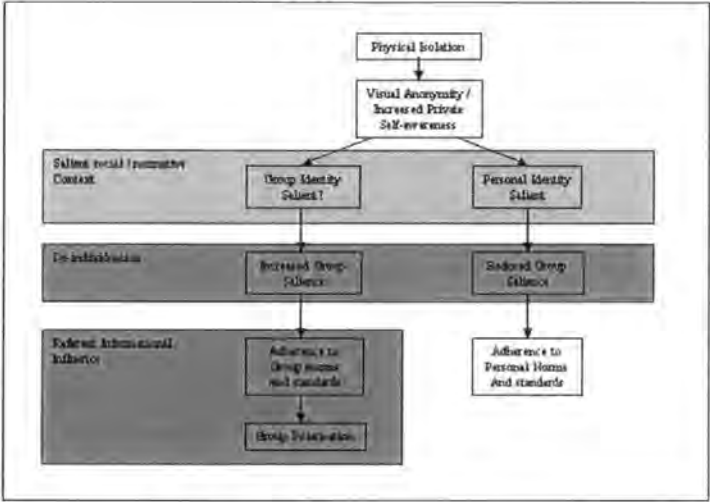 Physical Isolation
Visual Anonymity /
Increased Private
Self-awareness
Salient social / normative
Context
Group Identity
Salient?
Personal Identity
Salient
De-individuation
Increased Group
Salience
Reduced Group
Salience
Referent Informational
Influence
Adherence to
Group norms
and standards
Adherence to
Personal Norms
And standards
Group Polarisation